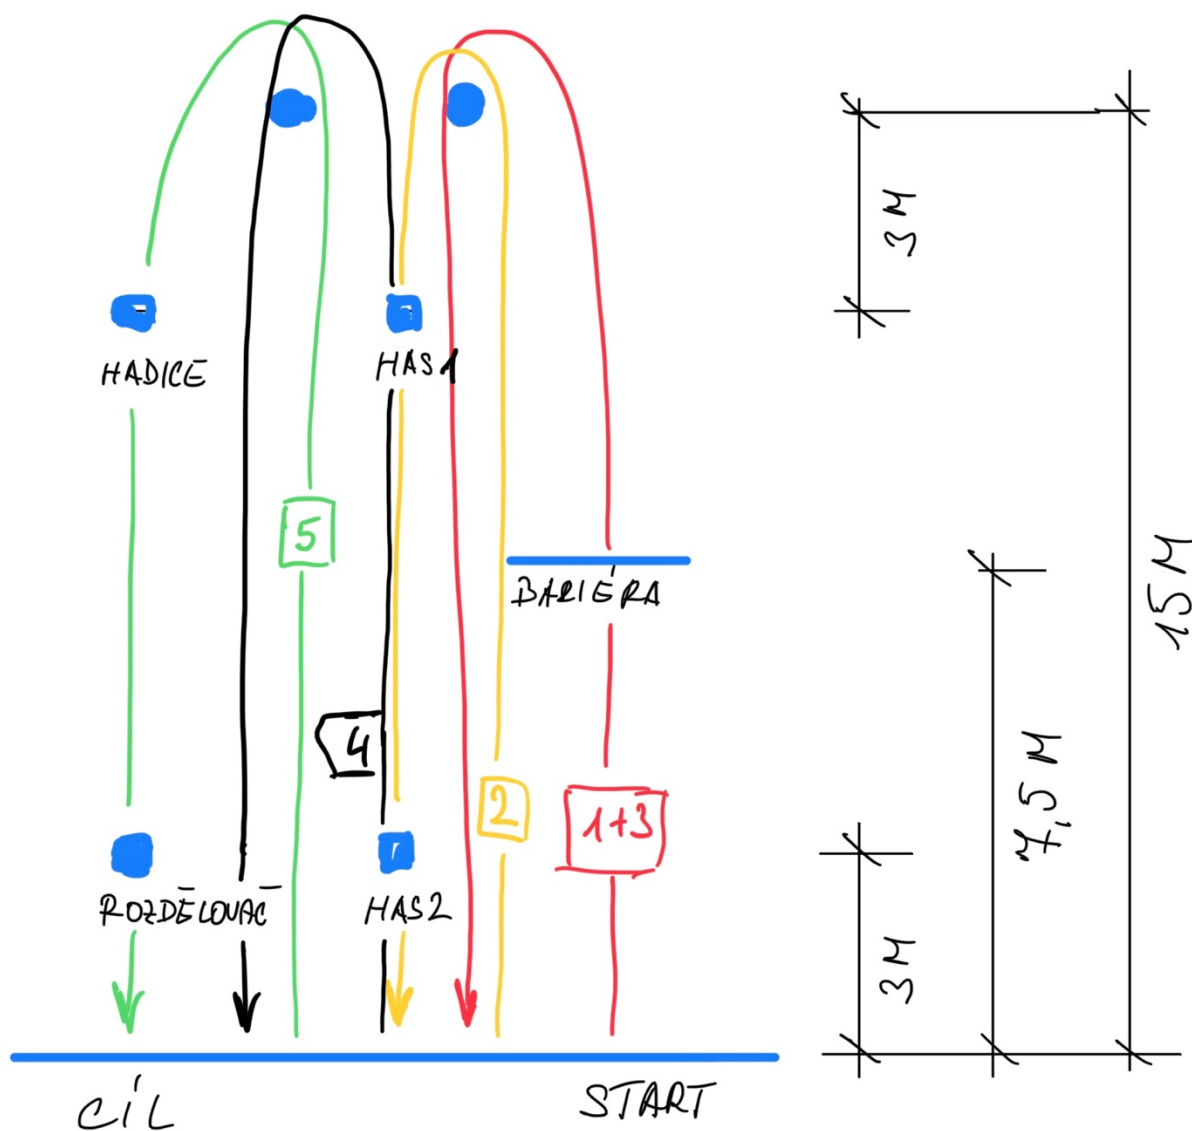 3M
HADICE
HAS1
5
BARIÉRA
15M
4
2
1+3
7,5M
ROZDĚLOVAČ
HAS2
3M
CÍL
START